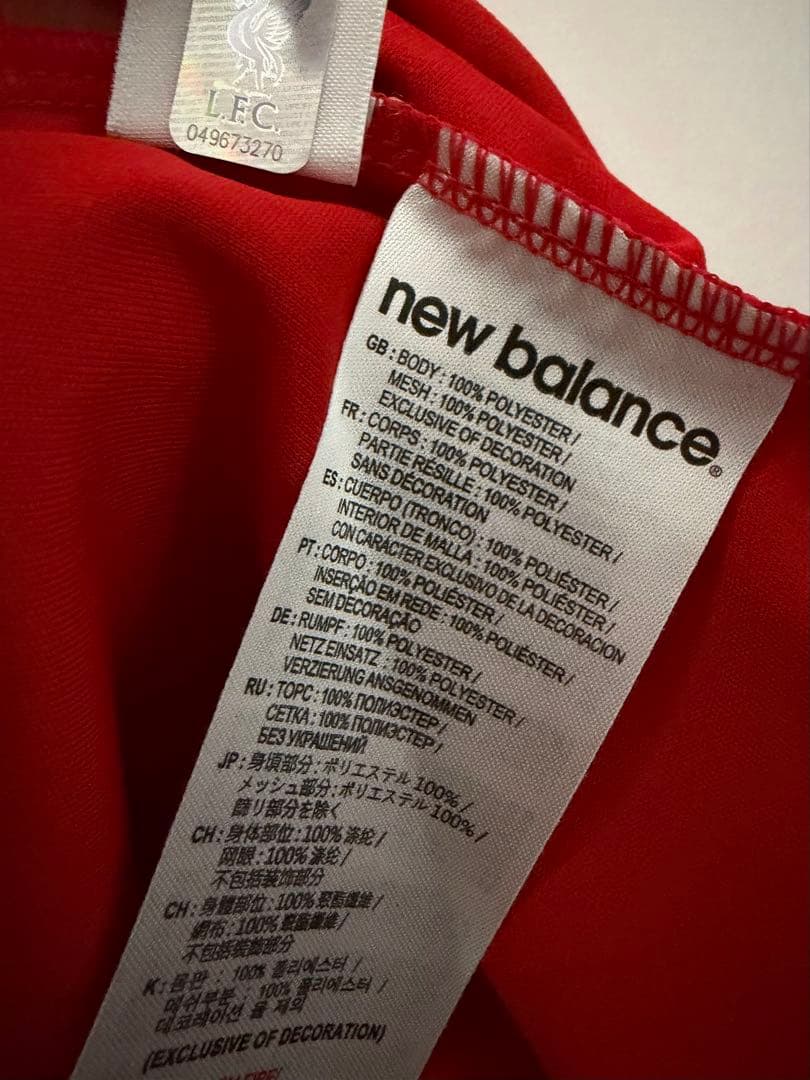 L.F.C.
049673270
new balance®
GB : BODY : 100% POLYESTER /
MESH : 100% POLYESTER /
EXCLUSIVE OF DECORATION
FR : CORPS : 100% POLYESTER /
PARTIE RESILLE : 100% POLYESTER /
SANS DECORATION
ES : CUERPO (TRONCO) : 100% POLIÉSTER /
INTERIOR DE MALLA : 100% POLIÉSTER /
CON CARACTER EXCLUSIVO DE LA DECORACION
PT : CORPO : 100% POLIÉSTER /
INSERÇÃO EM REDE : 100% POLIÉSTER /
SEM DECORAÇÃO
DE : RUMPF : 100% POLYESTER /
NETZ EINSATZ : 100% POLYESTER /
VERZIERUNG ANSGENOMMEN
RU : ТОРС : 100% ПОЛИЭСТЕР /
СЕТКА : 100% ПОЛИЭСТЕР /
БЕЗ УКРАШЕНИЙ
JP : 身頃部分 : ポリエステル 100% /
メッシュ部分 : ポリエステル 100% /
飾り部分を除く
CH : 身体部位 : 100% 涤纶 /
网眼 : 100% 涤纶 /
不包括装饰部分
CH : 身體部位 : 100% 聚酯纖維 /
網布 : 100% 聚酯纖維 /
不包括裝飾部分
K : 몸판 : 100% 폴리에스터 /
메쉬부분 : 100% 폴리에스터 /
데코레이션 율 제외
(EXCLUSIVE OF DECORATION)